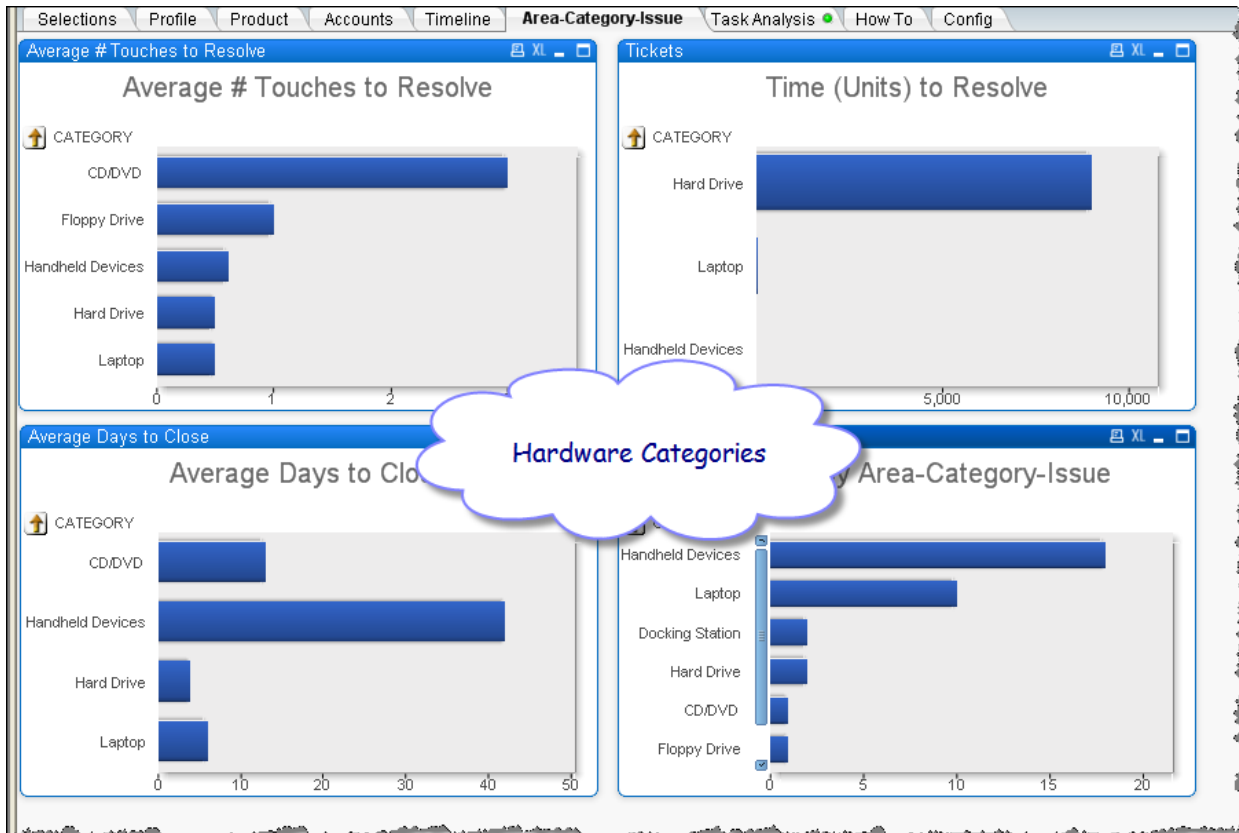 Selections Profile Product Accounts Timeline Area-Category-Issue Task Analysis How To Config
Average # Touches to Resolve XL
Average # Touches to Resolve
CATEGORY
CD/DVD
Floppy Drive
Handheld Devices
Hard Drive
Laptop
0 1 2
Tickets XL
Time (Units) to Resolve
CATEGORY
Hard Drive
Laptop
Handheld Devices
5,000 10,000
Hardware Categories
Average Days to Close
Average Days to Clo
CATEGORY
CD/DVD
Handheld Devices
Hard Drive
Laptop
0 10 20 30 40 50
XL
y Area-Category-Issue
Handheld Devices
Laptop
Docking Station
Hard Drive
CD/DVD
Floppy Drive
0 5 10 15 20